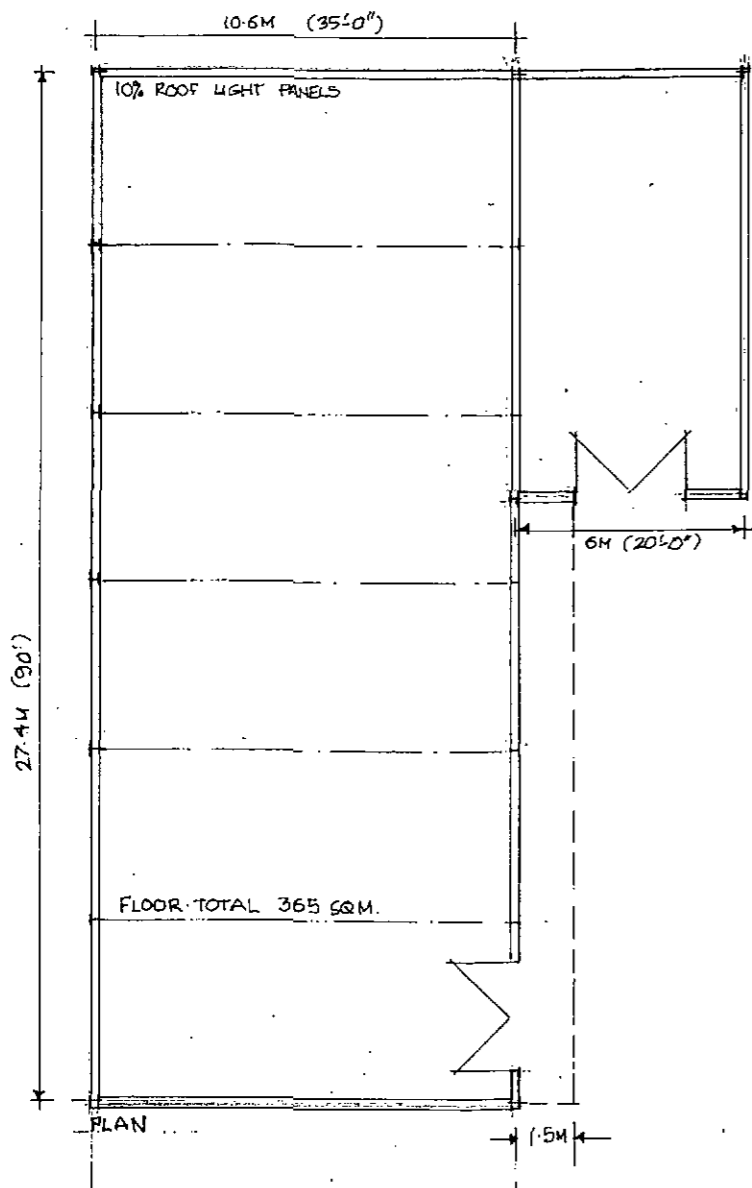 10.6M (35'-0")
10% ROOF LIGHT PANELS
6M (20'-0")
27.4M (90')
FLOOR TOTAL 365 SQM.
PLAN
1.5M